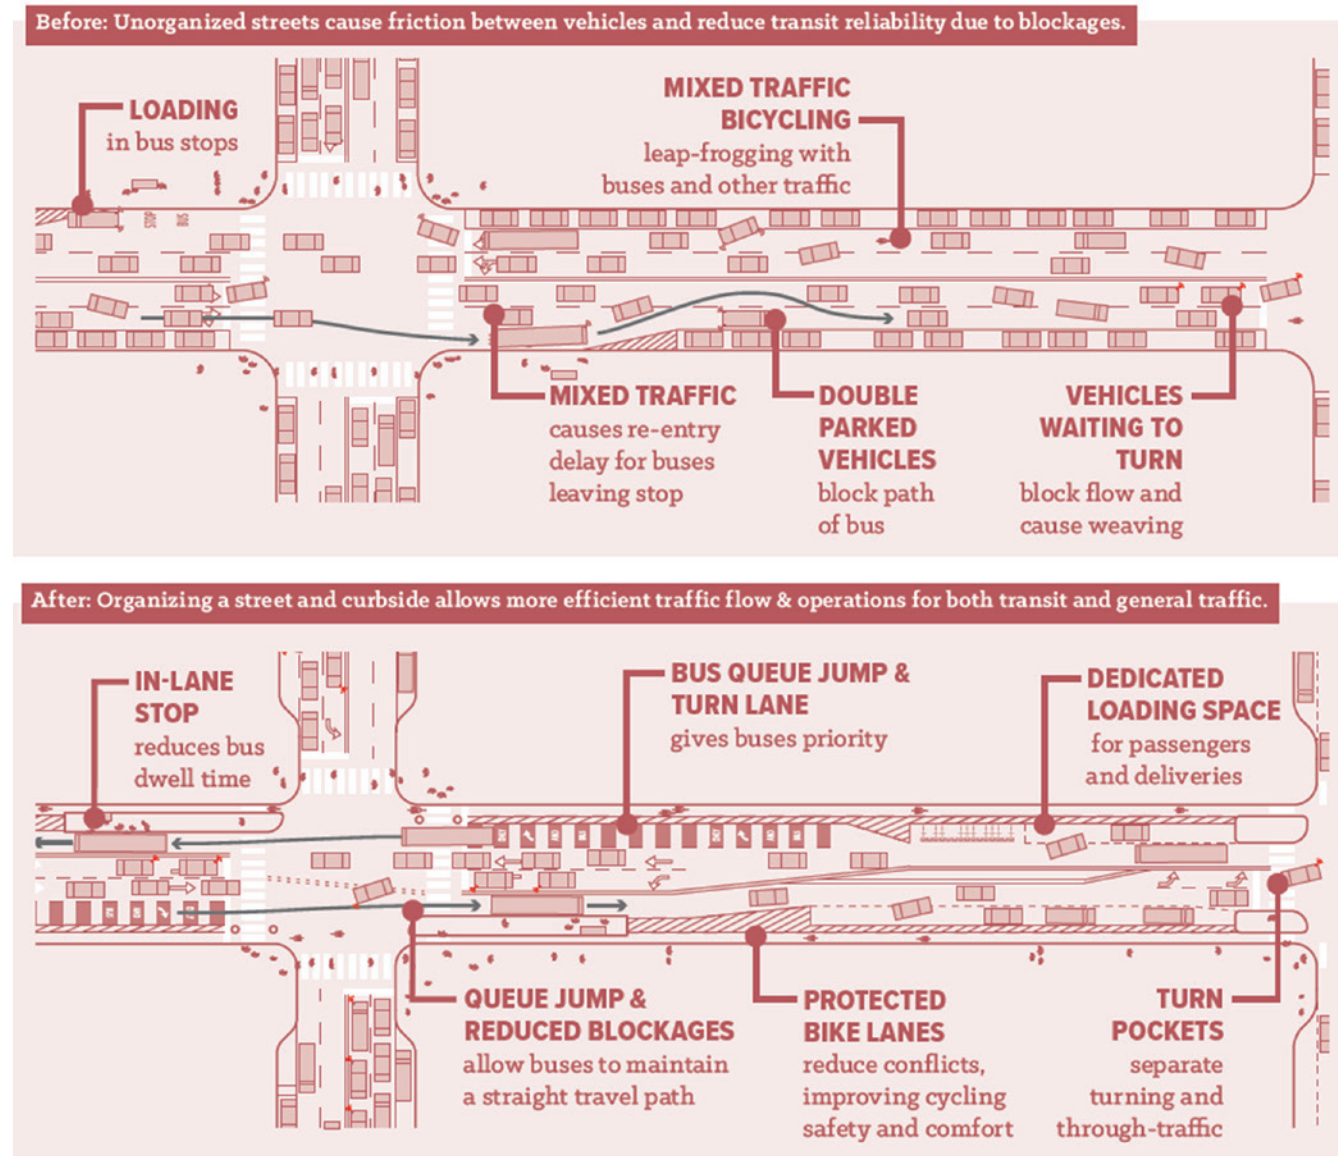 Before: Unorganized streets cause friction between vehicles and reduce transit reliability due to blockages.
LOADING
in bus stops
MIXED TRAFFIC
BICYCLING
leap-frogging with
buses and other traffic
STOP
BUS
MIXED TRAFFIC
causes re-entry
delay for buses
leaving stop
DOUBLE
PARKED
VEHICLES
block path
of bus
VEHICLES
WAITING TO
TURN
block flow and
cause weaving
After: Organizing a street and curbside allows more efficient traffic flow & operations for both transit and general traffic.
IN-LANE
STOP
reduces bus
dwell time
BUS QUEUE JUMP &
TURN LANE
gives buses priority
DEDICATED
LOADING SPACE
for passengers
and deliveries
QUEUE JUMP &
REDUCED BLOCKAGES
allow buses to maintain
a straight travel path
PROTECTED
BIKE LANES
reduce conflicts,
improving cycling
safety and comfort
TURN
POCKETS
separate
turning and
through-traffic